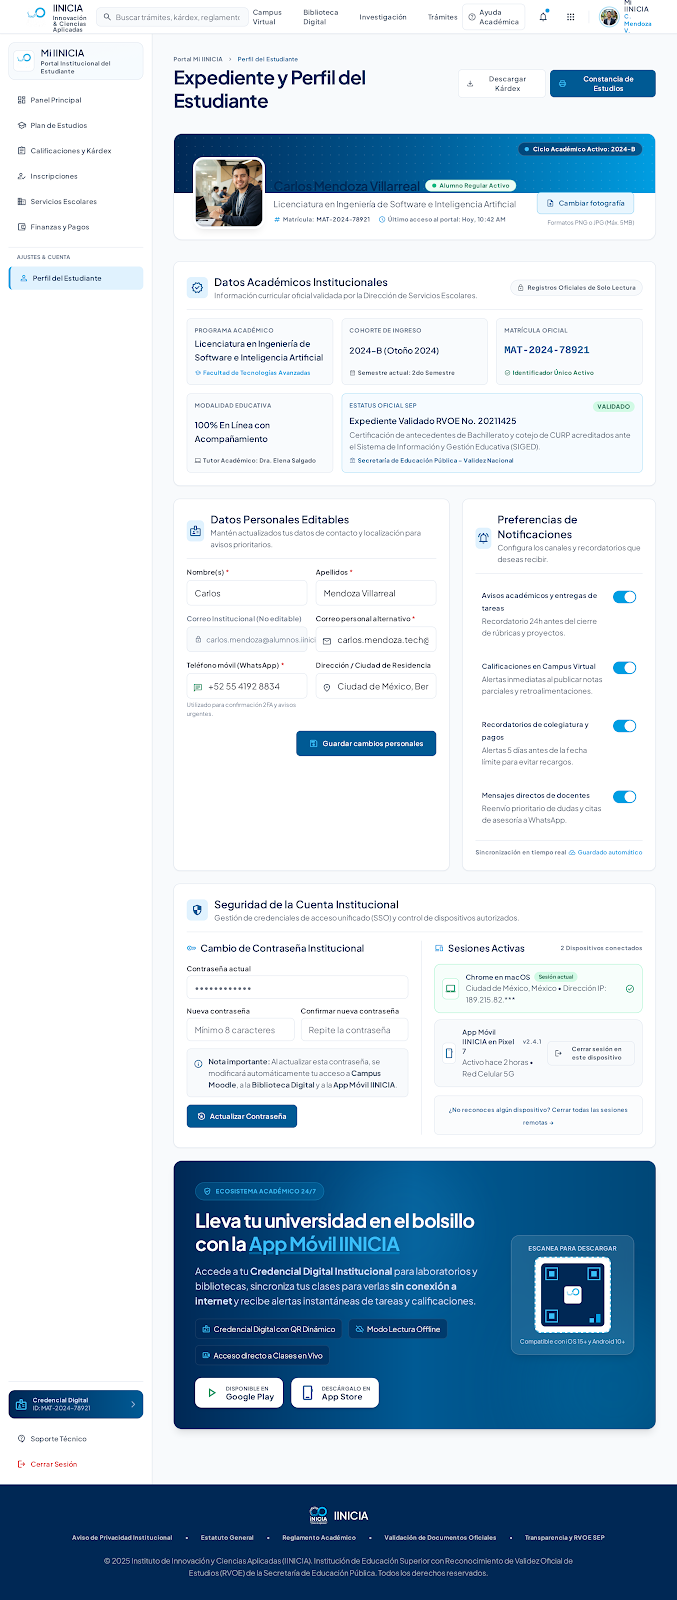 IINICIA
Innovación
& Ciencias
Aplicadas
Buscar trámites, kárdex, reglamento
Campus
Virtual
Biblioteca
Digital
Investigación
Trámites
Ayuda
Académica
Mi
IINICIA
C.
Mendoza
V.
Mi IINICIA
Portal Institucional del
Estudiante
Panel Principal
Plan de Estudios
Calificaciones y Kárdex
Inscripciones
Servicios Escolares
Finanzas y Pagos
AJUSTES & CUENTA
Perfil del Estudiante
Credencial Digital
ID: MAT-2024-78921
Soporte Técnico
Cerrar Sesión
Portal Mi IINICIA > Perfil del Estudiante
Expediente y Perfil del
Estudiante
Descargar
Kárdex
Constancia de
Estudios
Ciclo Académico Activo: 2024-B
Carlos Mendoza Villarreal
Alumno Regular Activo
Licenciatura en Ingeniería de Software e Inteligencia Artificial
Matrícula: MAT-2024-78921
Último acceso al portal: Hoy, 10:42 AM
Cambiar fotografía
Formatos PNG o JPG (Máx. 5MB)
Datos Académicos Institucionales
Información curricular oficial validada por la Dirección de Servicios Escolares.
Registros Oficiales de Solo Lectura
PROGRAMA ACADÉMICO
Licenciatura en Ingeniería de
Software e Inteligencia Artificial
Facultad de Tecnologías Avanzadas
COHORTE DE INGRESO
2024-B (Otoño 2024)
Semestre actual: 2do Semestre
MATRÍCULA OFICIAL
MAT-2024-78921
Identificador Único Activo
MODALIDAD EDUCATIVA
100% En Línea con
Acompañamiento
Tutor Académico: Dra. Elena Salgado
ESTATUS OFICIAL SEP
VALIDADO
Expediente Validado RVOE No. 20211425
Certificación de antecedentes de Bachillerato y cotejo de CURP acreditados ante
el Sistema de Información y Gestión Educativa (SIGED).
Secretaría de Educación Pública - Validez Nacional
Datos Personales Editables
Mantén actualizados tus datos de contacto y localización para
avisos prioritarios.
Nombre(s) *
Carlos
Apellidos *
Mendoza Villarreal
Correo Institucional (No editable)
carlos.mendoza@alumnos.iinici
Correo personal alternativo *
carlos.mendoza.tech@
Teléfono móvil (WhatsApp) *
+52 55 4192 8834
Utilizado para confirmación 2FA y avisos
urgentes.
Dirección / Ciudad de Residencia
Ciudad de México, Ber
Guardar cambios personales
Preferencias de
Notificaciones
Configura los canales y recordatorios que
deseas recibir.
Avisos académicos y entregas de
tareas
Recordatorio 24h antes del cierre
de rúbricas y proyectos.
Calificaciones en Campus Virtual
Alertas inmediatas al publicar notas
parciales y retroalimentaciones.
Recordatorios de colegiatura y
pagos
Alertas 5 días antes de la fecha
límite para evitar recargos.
Mensajes directos de docentes
Reenvío prioritario de dudas y citas
de asesoría a WhatsApp.
Sincronización en tiempo real
Guardado automático
Seguridad de la Cuenta Institucional
Gestión de credenciales de acceso unificado (SSO) y control de dispositivos autorizados.
Cambio de Contraseña Institucional
Contraseña actual
••••••••••••
Nueva contraseña
Mínimo 8 caracteres
Confirmar nueva contraseña
Repite la contraseña
Nota importante: Al actualizar esta contraseña, se
modificará automáticamente tu acceso a Campus
Moodle, a la Biblioteca Digital y a la App Móvil IINICIA.
Actualizar Contraseña
Sesiones Activas
2 Dispositivos conectados
Chrome en macOS
Sesión actual
Ciudad de México, México • Dirección IP:
189.215.82.***
App Móvil
IINICIA en Pixel
7
v2.4.1
Activo hace 2 horas •
Red Celular 5G
Cerrar sesión en
este dispositivo
¿No reconoces algún dispositivo? Cerrar todas las sesiones
remotas →
ECOSISTEMA ACADÉMICO 24/7
Lleva tu universidad en el bolsillo
con la App Móvil IINICIA
Accede a tu Credencial Digital Institucional para laboratorios y
bibliotecas, sincroniza tus clases para verlas sin conexión a
internet y recibe alertas instantáneas de tareas y calificaciones.
Credencial Digital con QR Dinámico
Modo Lectura Offline
Acceso directo a Clases en Vivo
DISPONIBLE EN
Google Play
DESCÁRGALO EN
App Store
ESCANEA PARA DESCARGAR
Compatible con iOS 15+ y Android 10+
IINICIA
IINICIA
Aviso de Privacidad Institucional • Estatuto General • Reglamento Académico • Validación de Documentos Oficiales • Transparencia y RVOE SEP
© 2025 Instituto de Innovación y Ciencias Aplicadas (IINICIA). Institución de Educación Superior con Reconocimiento de Validez Oficial de
Estudios (RVOE) de la Secretaría de Educación Pública. Todos los derechos reservados.